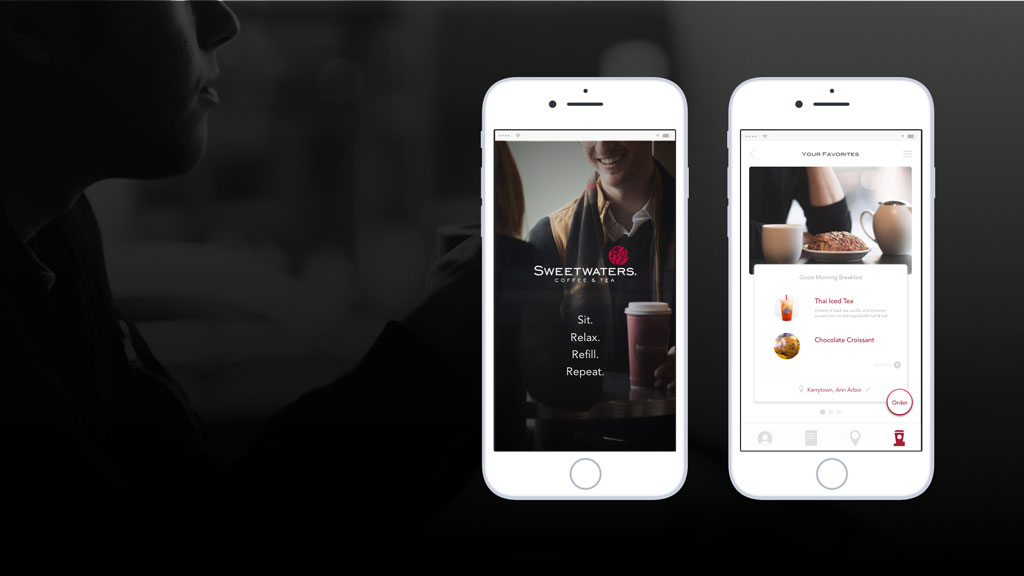 SWEETWATERS®
COFFEE & TEA
Sit.
Relax.
Refill.
Repeat.
YOUR FAVORITES
Good Morning Breakfast
Thai Iced Tea
Chocolate Croissant
Kerrytown, Ann Arbor
Order